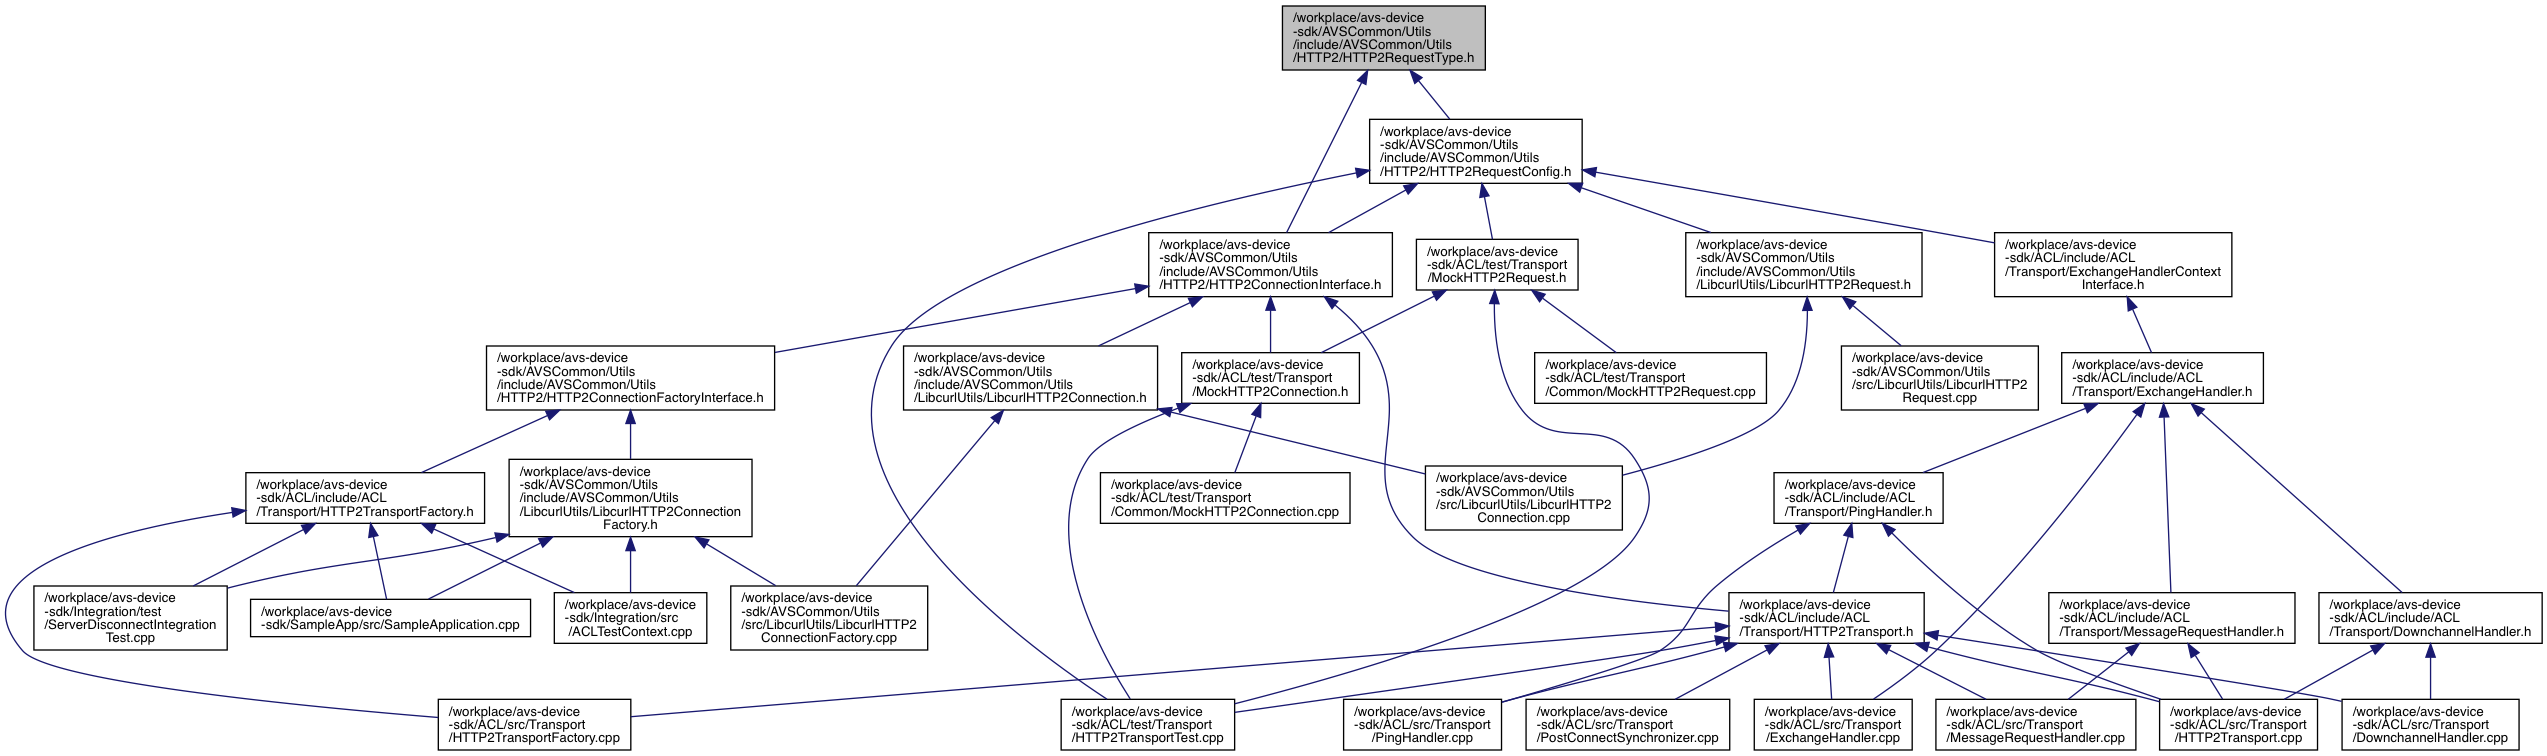 /workplace/avs-device
-sdk/AVSCommon/Utils
/include/AVSCommon/Utils
/HTTP2/HTTP2RequestType.h
/workplace/avs-device
-sdk/AVSCommon/Utils
/include/AVSCommon/Utils
/HTTP2/HTTP2RequestConfig.h
/workplace/avs-device
-sdk/AVSCommon/Utils
/include/AVSCommon/Utils
/HTTP2/HTTP2ConnectionInterface.h
/workplace/avs-device
-sdk/ACL/test/Transport
/MockHTTP2Request.h
/workplace/avs-device
-sdk/AVSCommon/Utils
/include/AVSCommon/Utils
/LibcurlUtils/LibcurlHTTP2Request.h
/workplace/avs-device
-sdk/ACL/include/ACL
/Transport/ExchangeHandlerContext
Interface.h
/workplace/avs-device
-sdk/AVSCommon/Utils
/include/AVSCommon/Utils
/HTTP2/HTTP2ConnectionFactoryInterface.h
/workplace/avs-device
-sdk/AVSCommon/Utils
/include/AVSCommon/Utils
/LibcurlUtils/LibcurlHTTP2Connection.h
/workplace/avs-device
-sdk/ACL/test/Transport
/MockHTTP2Connection.h
/workplace/avs-device
-sdk/ACL/test/Transport
/Common/MockHTTP2Request.cpp
/workplace/avs-device
-sdk/AVSCommon/Utils
/src/LibcurlUtils/LibcurlHTTP2
Request.cpp
/workplace/avs-device
-sdk/ACL/include/ACL
/Transport/ExchangeHandler.h
/workplace/avs-device
-sdk/ACL/include/ACL
/Transport/HTTP2TransportFactory.h
/workplace/avs-device
-sdk/AVSCommon/Utils
/include/AVSCommon/Utils
/LibcurlUtils/LibcurlHTTP2Connection
Factory.h
/workplace/avs-device
-sdk/ACL/test/Transport
/Common/MockHTTP2Connection.cpp
/workplace/avs-device
-sdk/AVSCommon/Utils
/src/LibcurlUtils/LibcurlHTTP2
Connection.cpp
/workplace/avs-device
-sdk/ACL/include/ACL
/Transport/PingHandler.h
/workplace/avs-device
-sdk/Integration/test
/ServerDisconnectIntegration
Test.cpp
/workplace/avs-device
-sdk/SampleApp/src/SampleApplication.cpp
/workplace/avs-device
-sdk/Integration/src
/ACLTestContext.cpp
/workplace/avs-device
-sdk/AVSCommon/Utils
/src/LibcurlUtils/LibcurlHTTP2
ConnectionFactory.cpp
/workplace/avs-device
-sdk/ACL/include/ACL
/Transport/HTTP2Transport.h
/workplace/avs-device
-sdk/ACL/include/ACL
/Transport/MessageRequestHandler.h
/workplace/avs-device
-sdk/ACL/include/ACL
/Transport/DownchannelHandler.h
/workplace/avs-device
-sdk/ACL/src/Transport
/HTTP2TransportFactory.cpp
/workplace/avs-device
-sdk/ACL/test/Transport
/HTTP2TransportTest.cpp
/workplace/avs-device
-sdk/ACL/src/Transport
/PingHandler.cpp
/workplace/avs-device
-sdk/ACL/src/Transport
/PostConnectSynchronizer.cpp
/workplace/avs-device
-sdk/ACL/src/Transport
/ExchangeHandler.cpp
/workplace/avs-device
-sdk/ACL/src/Transport
/MessageRequestHandler.cpp
/workplace/avs-device
-sdk/ACL/src/Transport
/HTTP2Transport.cpp
/workplace/avs-device
-sdk/ACL/src/Transport
/DownchannelHandler.cpp